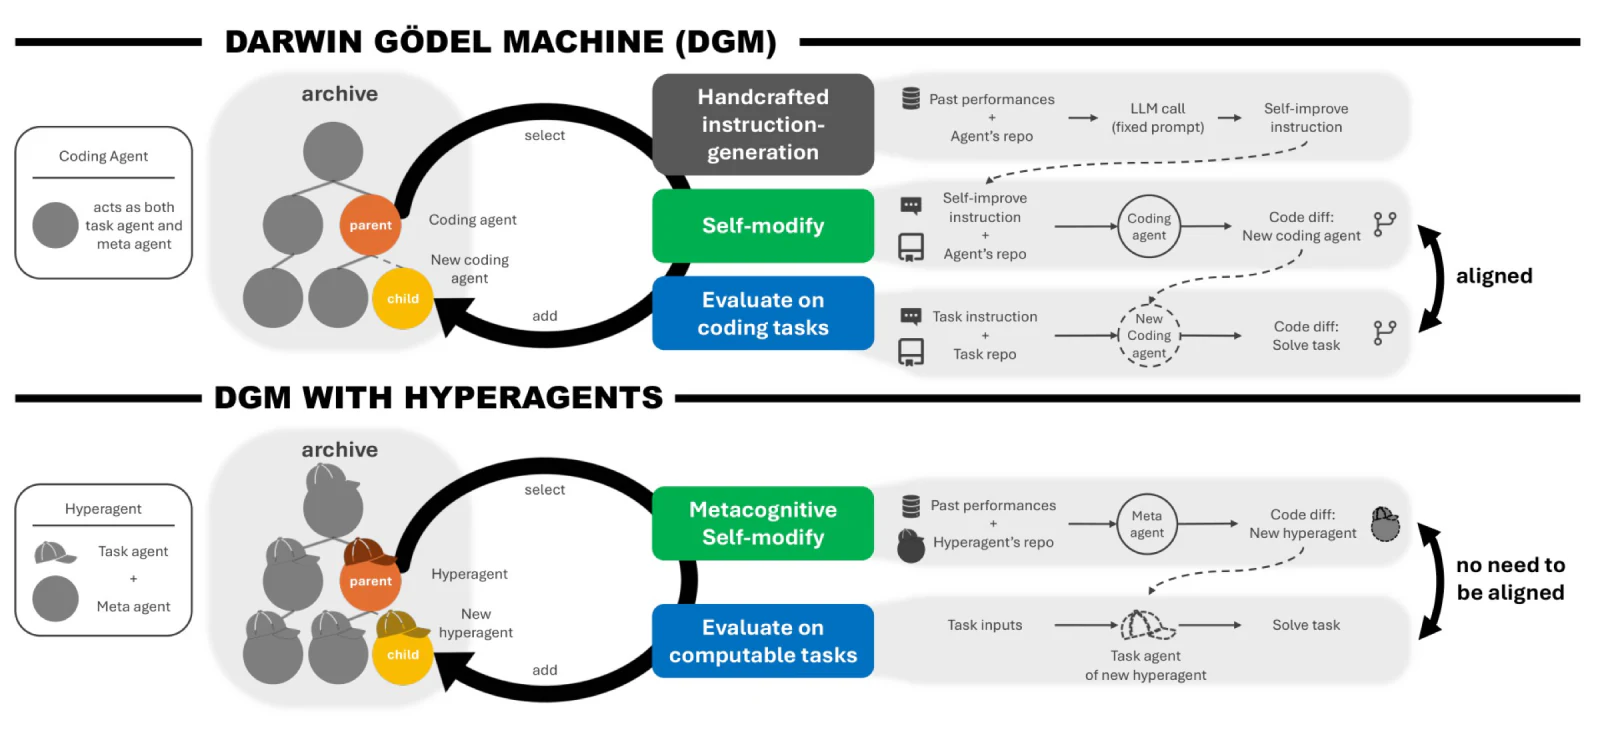 DARWIN GÖDEL MACHINE (DGM)
Coding Agent
acts as both
task agent and
meta agent
archive
parent
child
select
Coding agent
New coding
agent
add
Handcrafted
instruction-
generation
Past performances
+
Agent's repo
LLM call
(fixed prompt)
Self-improve
instruction
Self-modify
Self-improve
instruction
+
Agent's repo
Coding
agent
Code diff:
New coding agent
Evaluate on
coding tasks
Task instruction
+
Task repo
New
Coding
agent
Code diff:
Solve task
aligned
DGM WITH HYPERAGENTS
Hyperagent
Task agent
+
Meta agent
archive
parent
child
select
Hyperagent
New
hyperagent
add
Metacognitive
Self-modify
Past performances
+
Hyperagent's repo
Meta
agent
Code diff:
New hyperagent
Evaluate on
computable tasks
Task inputs
Task agent
of new hyperagent
Solve task
no need to
be aligned